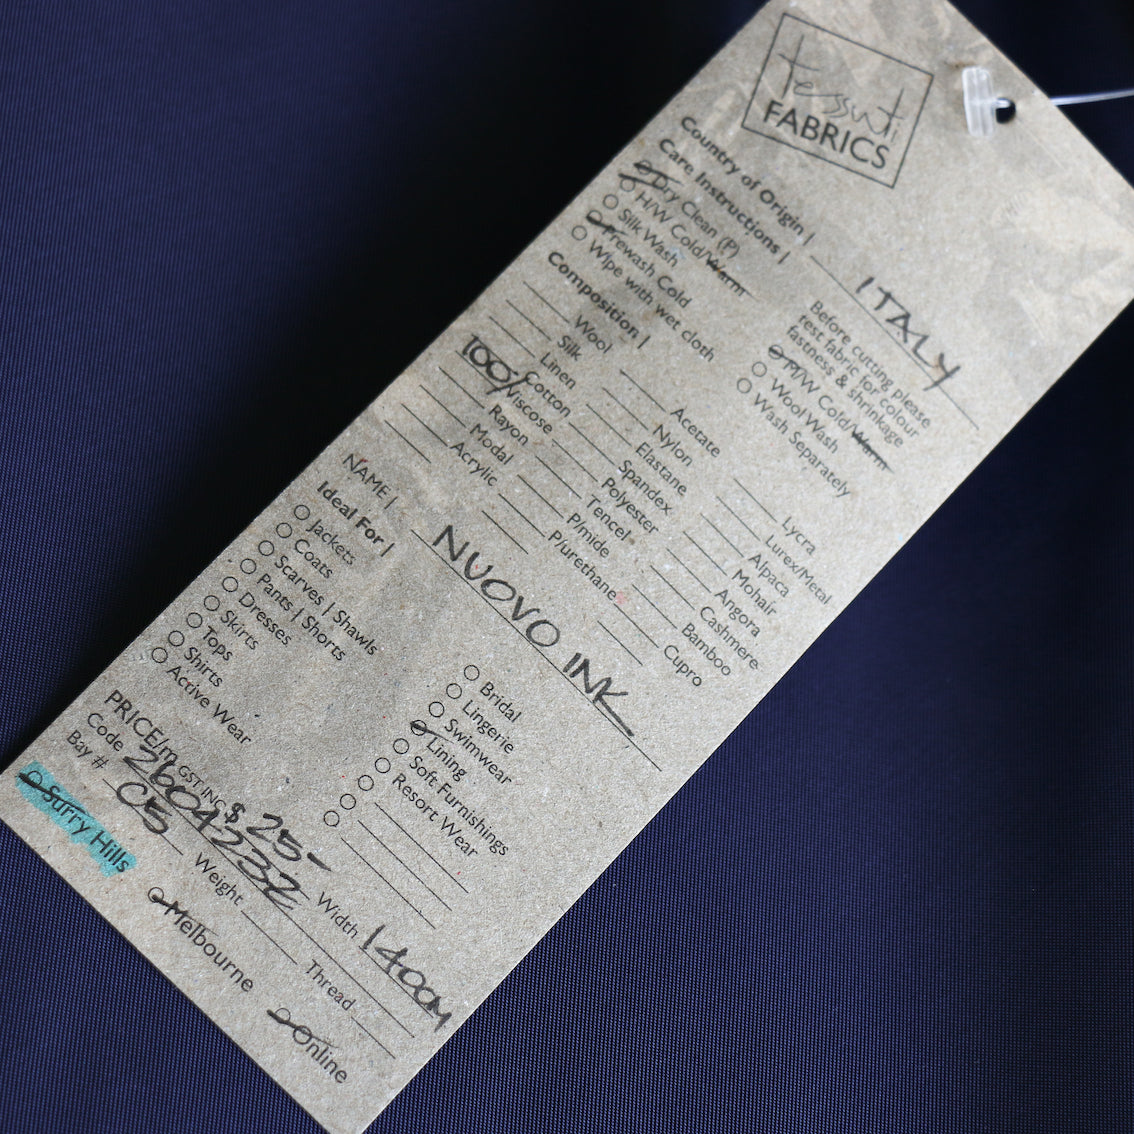 tessuti
FABRICS
Country of Origin | ITALY
Care Instructions |
Dry Clean (P)
H/W Cold/Warm
Silk Wash
Prewash Cold
Wipe with wet cloth
Before cutting please
test fabric for colour
fastness & shrinkage
M/W Cold/Warm
Wool Wash
Wash Separately
Composition |
Wool
Silk
Linen
Cotton
100% Viscose
Rayon
Modal
Acrylic
Acetate
Nylon
Elastane
Spandex
Polyester
Tencel
P/mide
P/urethane
Lycra
Lurex/Metal
Alpaca
Mohair
Angora
Cashmere
Bamboo
Cupro
NAME | NUOVO INK
Ideal For |
Jackets
Coats
Scarves | Shawls
Pants | Shorts
Dresses
Skirts
Tops
Shirts
Active Wear
Bridal
Lingerie
Swimwear
Lining
Soft Furnishings
Resort Wear
PRICE/m GST INC $ 25-
Code 2604232 Width 140cm
Bay # C5 Weight Thread
Surry Hills Melbourne Online